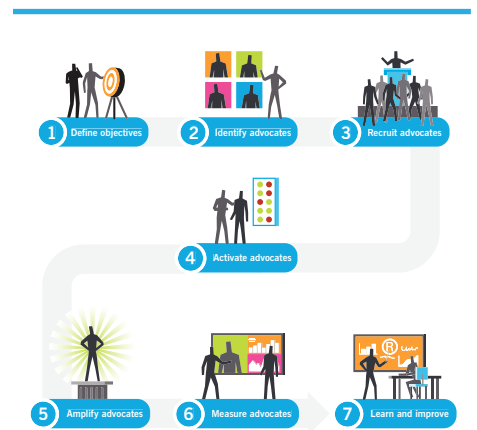 1 Define objectives
2 Identify advocates
3 Recruit advocates
4 Activate advocates
5 Amplify advocates
6 Measure advocates
R
7 Learn and improve